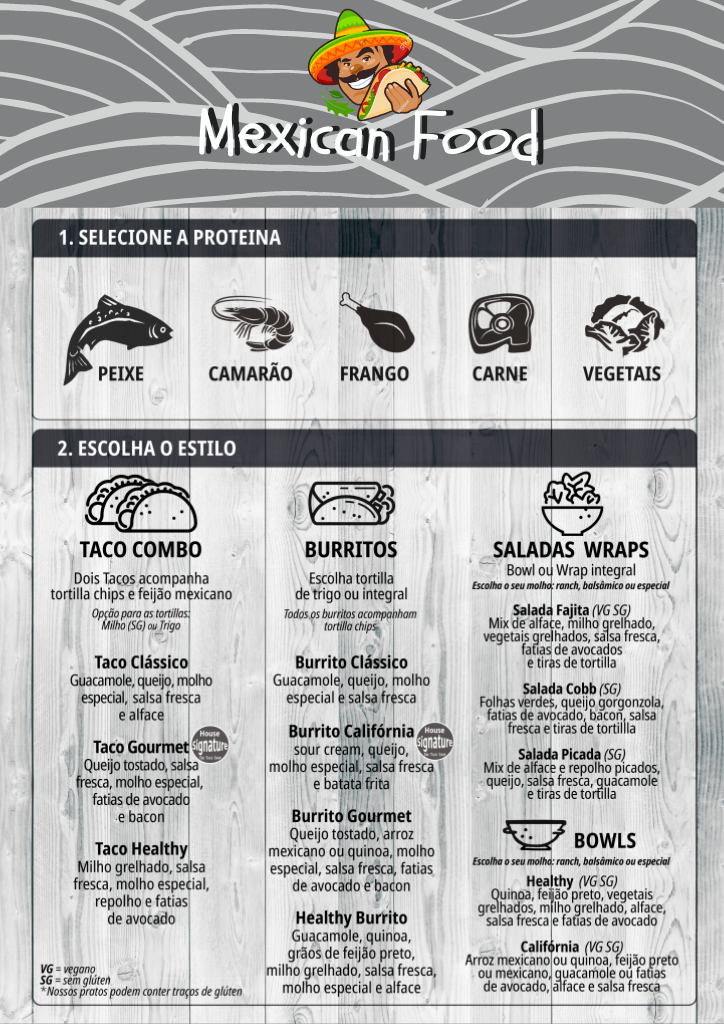 Mexican Food
1. SELECIONE A PROTEINA
PEIXE
CAMARÃO
FRANGO
CARNE
VEGETAIS
2. ESCOLHA O ESTILO
TACO COMBO
Dois Tacos acompanha
tortilla chips e feijão mexicano
Opção para as tortillas:
Milho (SG) ou Trigo
Taco Clássico
Guacamole, queijo, molho
especial, salsa fresca
e alface
Taco Gourmet
House
signature
Queijo tostado, salsa
fresca, molho especial,
fatias de avocado
e bacon
Taco Healthy
Milho grelhado, salsa
fresca, molho especial,
repolho e fatias
de avocado
VG = vegano
SG = sem glúten
*Nossos pratos podem conter traços de glúten
BURRITOS
Escolha tortilla
de trigo ou integral
Todos os burritos acompanham
tortilla chips
Burrito Clássico
Guacamole, queijo, molho
especial e salsa fresca
Burrito Califórnia
House
signature
sour cream, queijo,
molho especial, salsa fresca
e batata frita
Burrito Gourmet
Queijo tostado, arroz
mexicano ou quinoa, molho
especial, salsa fresca, fatias
de avocado e bacon
Healthy Burrito
Guacamole, quinoa,
grãos de feijão preto,
milho grelhado, salsa fresca,
molho especial e alface
SALADAS WRAPS
Bowl ou Wrap integral
Escolha o seu molho: ranch, balsâmico ou especial
Salada Fajita (VG SG)
Mix de alface, milho grelhado,
vegetais grelhados, salsa fresca,
fatias de avocados
e tiras de tortilla
Salada Cobb (SG)
Folhas verdes, queijo gorgonzola,
fatias de avocado, bacon, salsa
fresca e tiras de tortillla
Salada Picada (SG)
Mix de alface e repolho picados,
queijo, salsa fresca, guacamole
e tiras de tortilla
BOWLS
Escolha o seu molho: ranch, balsâmico ou especial
Healthy (VG SG)
Quinoa, feijão preto, vegetais
grelhados, milho grelhado, alface,
salsa fresca e fatias de avocado
Califórnia (VG SG)
Arroz mexicano ou quinoa, feijão preto
ou mexicano, guacamole ou fatias
de avocado, alface e salsa fresca